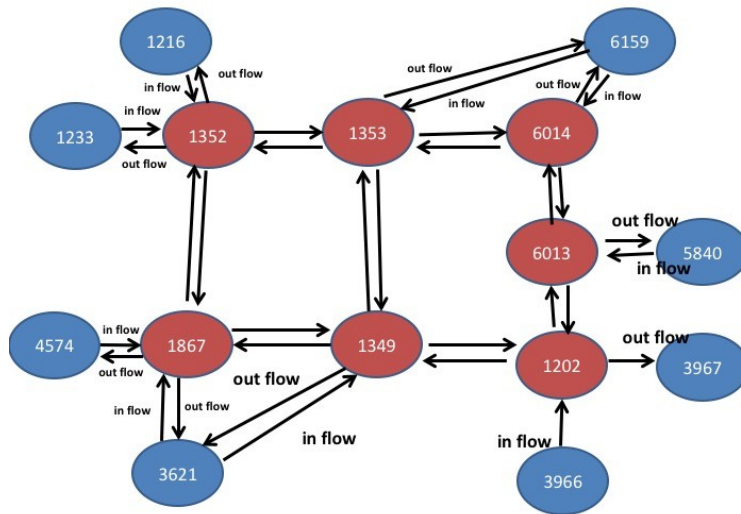 1216
6159
out flow
out flow
in flow
out flow
in flow
in flow
in flow
1233
1352
1353
6014
out flow
out flow
6013
5840
in flow
4574
in flow
1867
1349
out flow
1202
3967
out flow
out flow
in flow
out flow
in flow
in flow
3621
3966